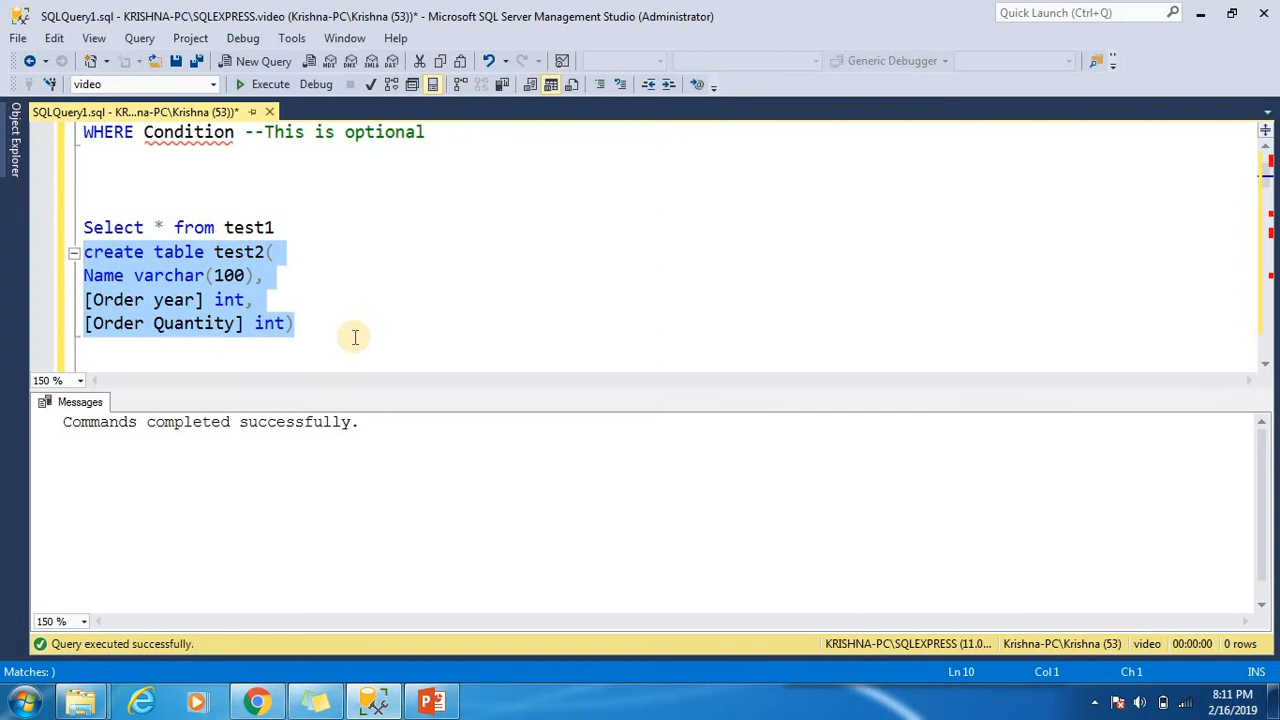 SQLQuery1.sql - KRISHNA-PC\SQLEXPRESS.video (Krishna-PC\Krishna (53))* - Microsoft SQL Server Management Studio (Administrator)
Quick Launch (Ctrl+Q)
File Edit View Query Project Debug Tools Window Help
New Query
Generic Debugger
video
Execute Debug
SQLQuery1.sql - KR...na-PC\Krishna (53))*
Object Explorer
WHERE Condition --This is optional
Select * from test1
create table test2(
Name varchar(100),
[Order year] int,
[Order Quantity] int)
150 %
Messages
Commands completed successfully.
150 %
Query executed successfully.
KRISHNA-PC\SQLEXPRESS (11.0... Krishna-PC\Krishna (53) video 00:00:00 0 rows
Matches: ) Ln 10 Col 1 Ch 1 INS
8:11 PM
2/16/2019